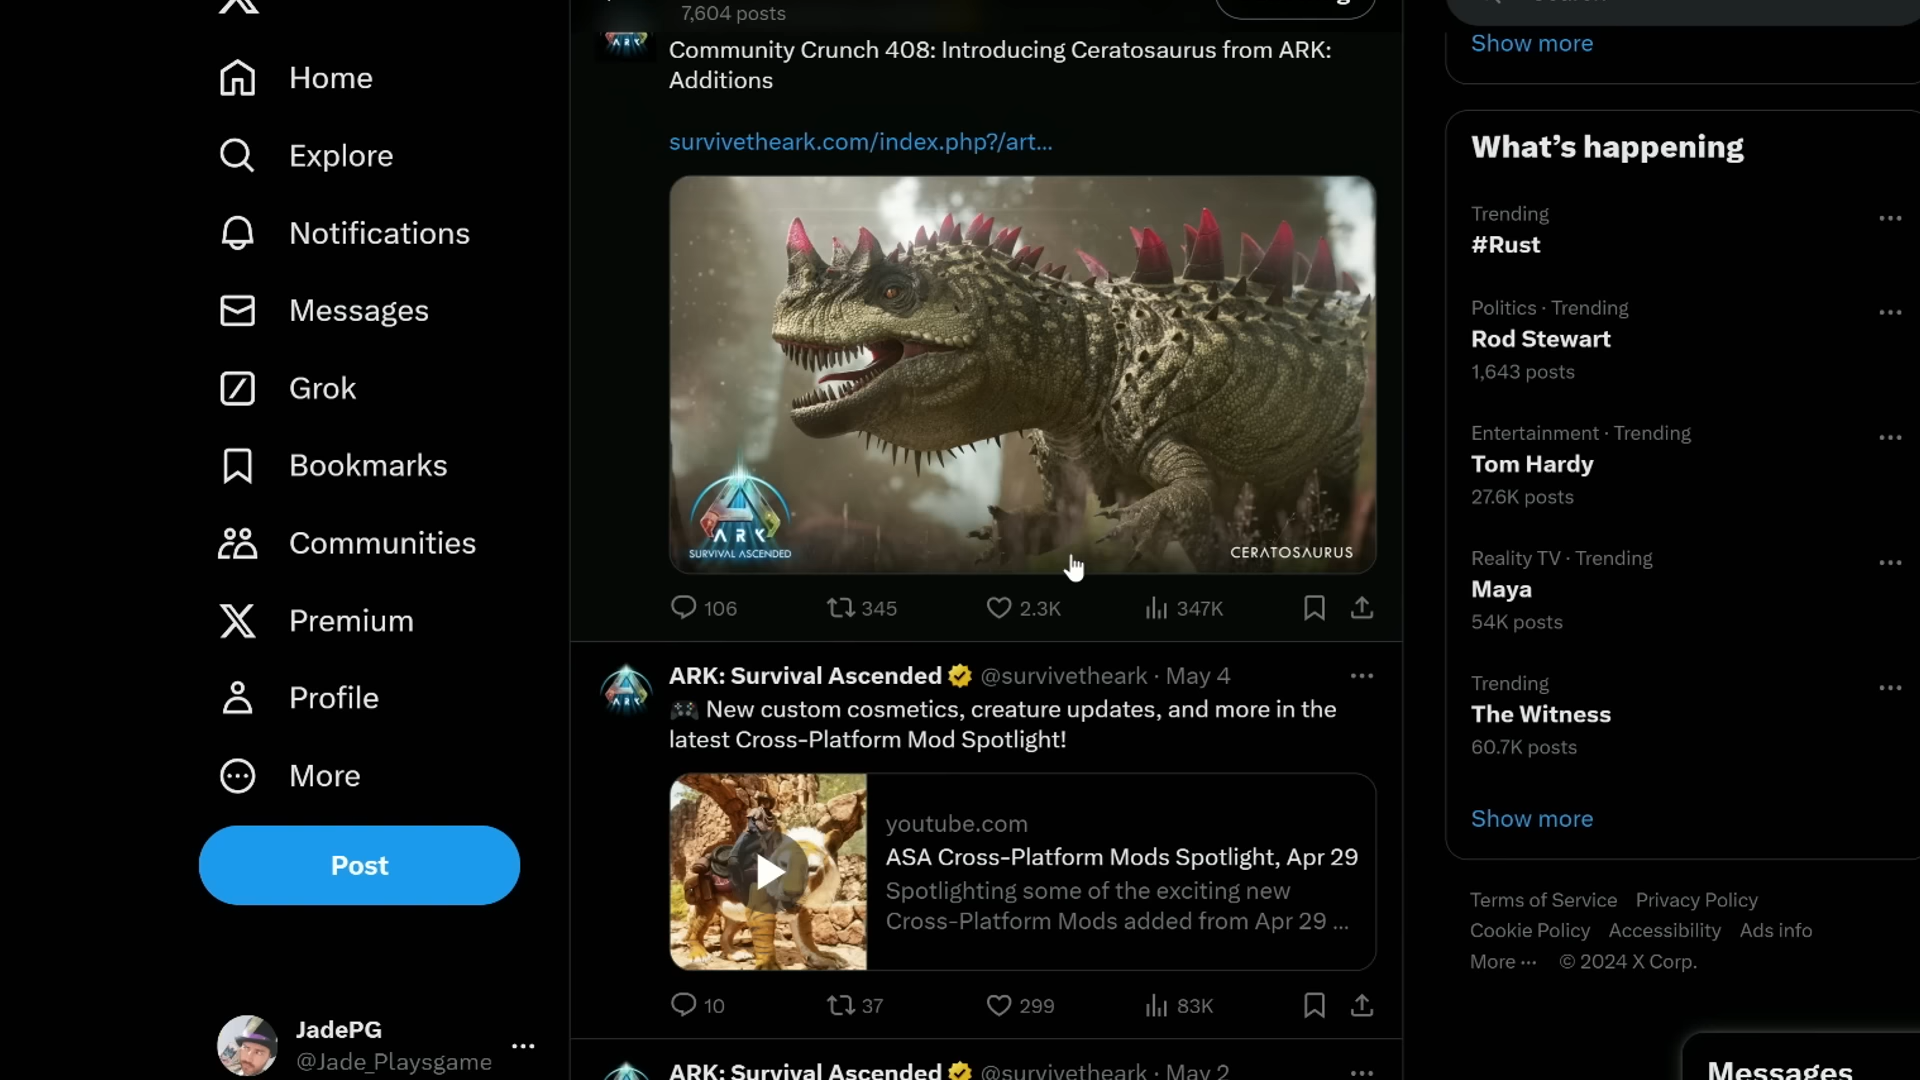 Home
Explore
Notifications
Messages
Grok
Bookmarks
Communities
Premium
Profile
More
Post
JadePG
@Jade_Playsgame
7,604 posts
Community Crunch 408: Introducing Ceratosaurus from ARK:
Additions
survivetheark.com/index.php?/art...
ARK
SURVIVAL ASCENDED
CERATOSAURUS
106
345
2.3K
347K
ARK: Survival Ascended @survivetheark · May 4
🎮 New custom cosmetics, creature updates, and more in the
latest Cross-Platform Mod Spotlight!
youtube.com
ASA Cross-Platform Mods Spotlight, Apr 29
Spotlighting some of the exciting new
Cross-Platform Mods added from Apr 29 ...
10
37
299
83K
ARK: Survival Ascended @survivetheark · May 2
Show more
What's happening
Trending
#Rust
Politics · Trending
Rod Stewart
1,643 posts
Entertainment · Trending
Tom Hardy
27.6K posts
Reality TV · Trending
Maya
54K posts
Trending
The Witness
60.7K posts
Show more
Terms of Service Privacy Policy
Cookie Policy Accessibility Ads info
More ··· © 2024 X Corp.
Messages